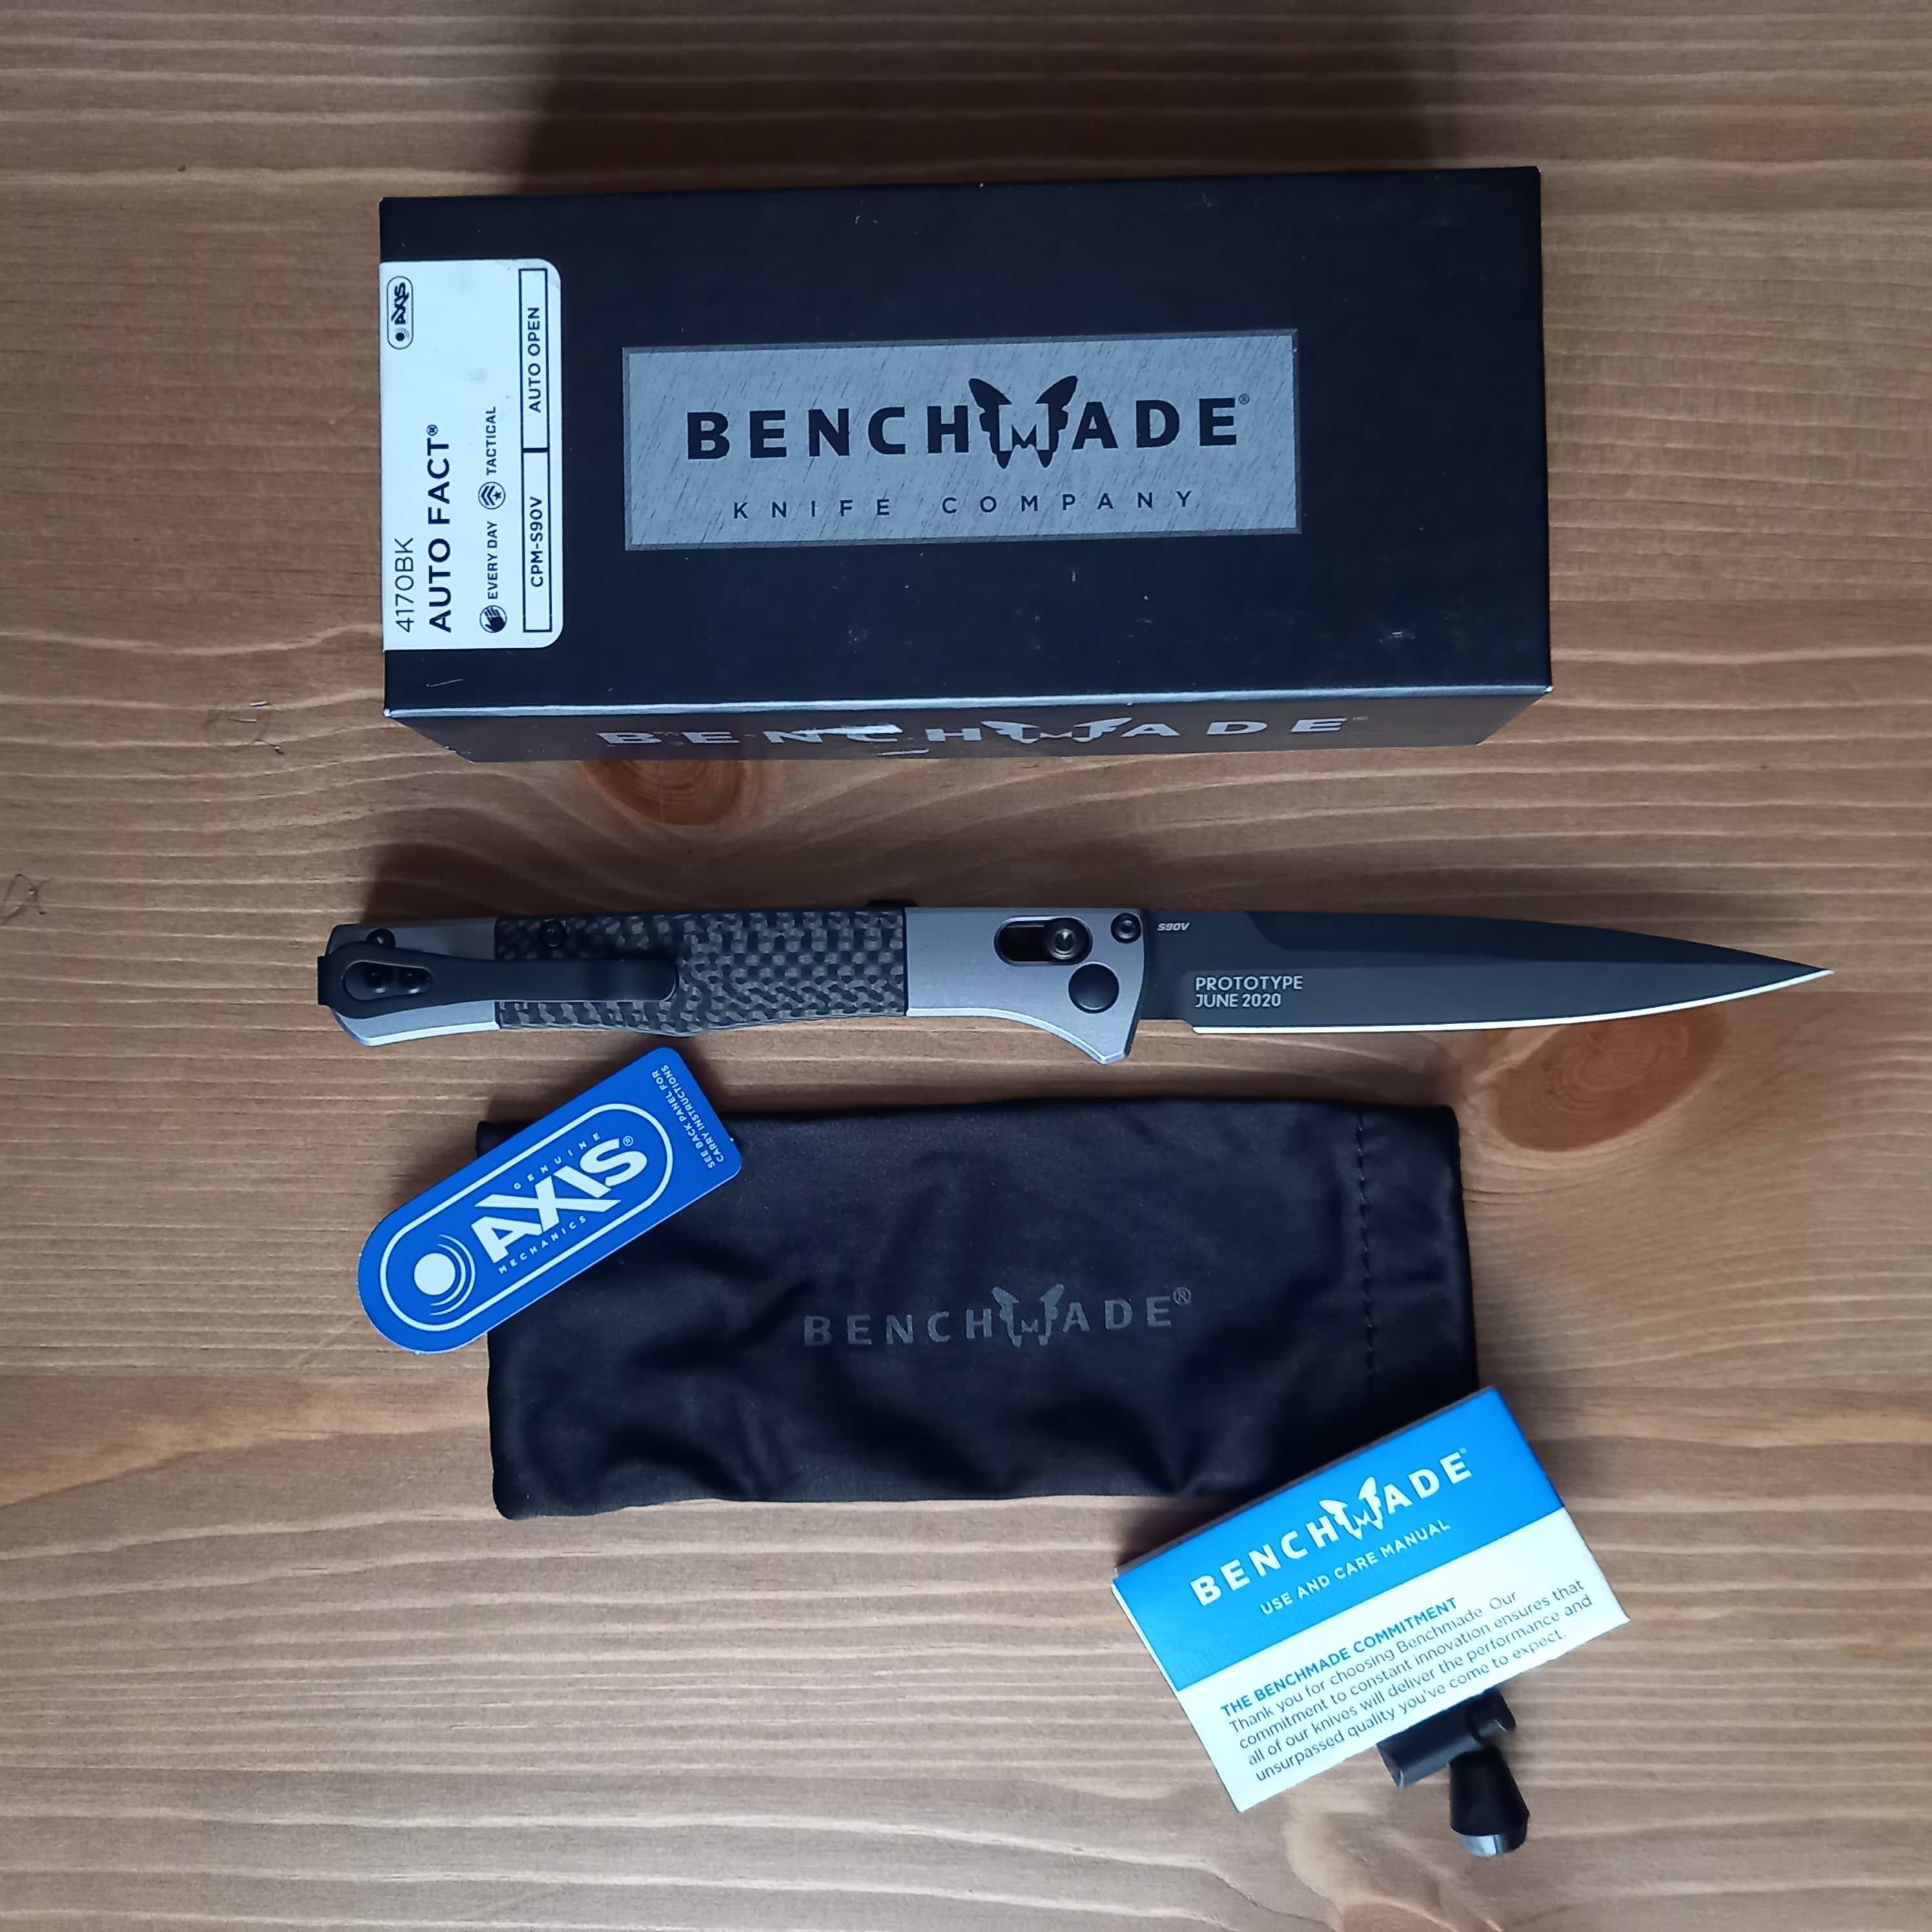 AXIS
4170BK
AUTO FACT®
EVERY DAY TACTICAL
CPM-S90V AUTO OPEN
BENCHMADE®
KNIFE COMPANY
BENCHMADE®
S90V
PROTOTYPE
JUNE 2020
SEE BACK PANEL FOR
CARRY INSTRUCTIONS
GENUINE
AXIS®
MECHANICS
BENCHMADE®
BENCHMADE®
USE AND CARE MANUAL
THE BENCHMADE COMMITMENT
Thank you for choosing Benchmade. Our
commitment to constant innovation ensures that
all of our knives will deliver the performance and
unsurpassed quality you've come to expect.